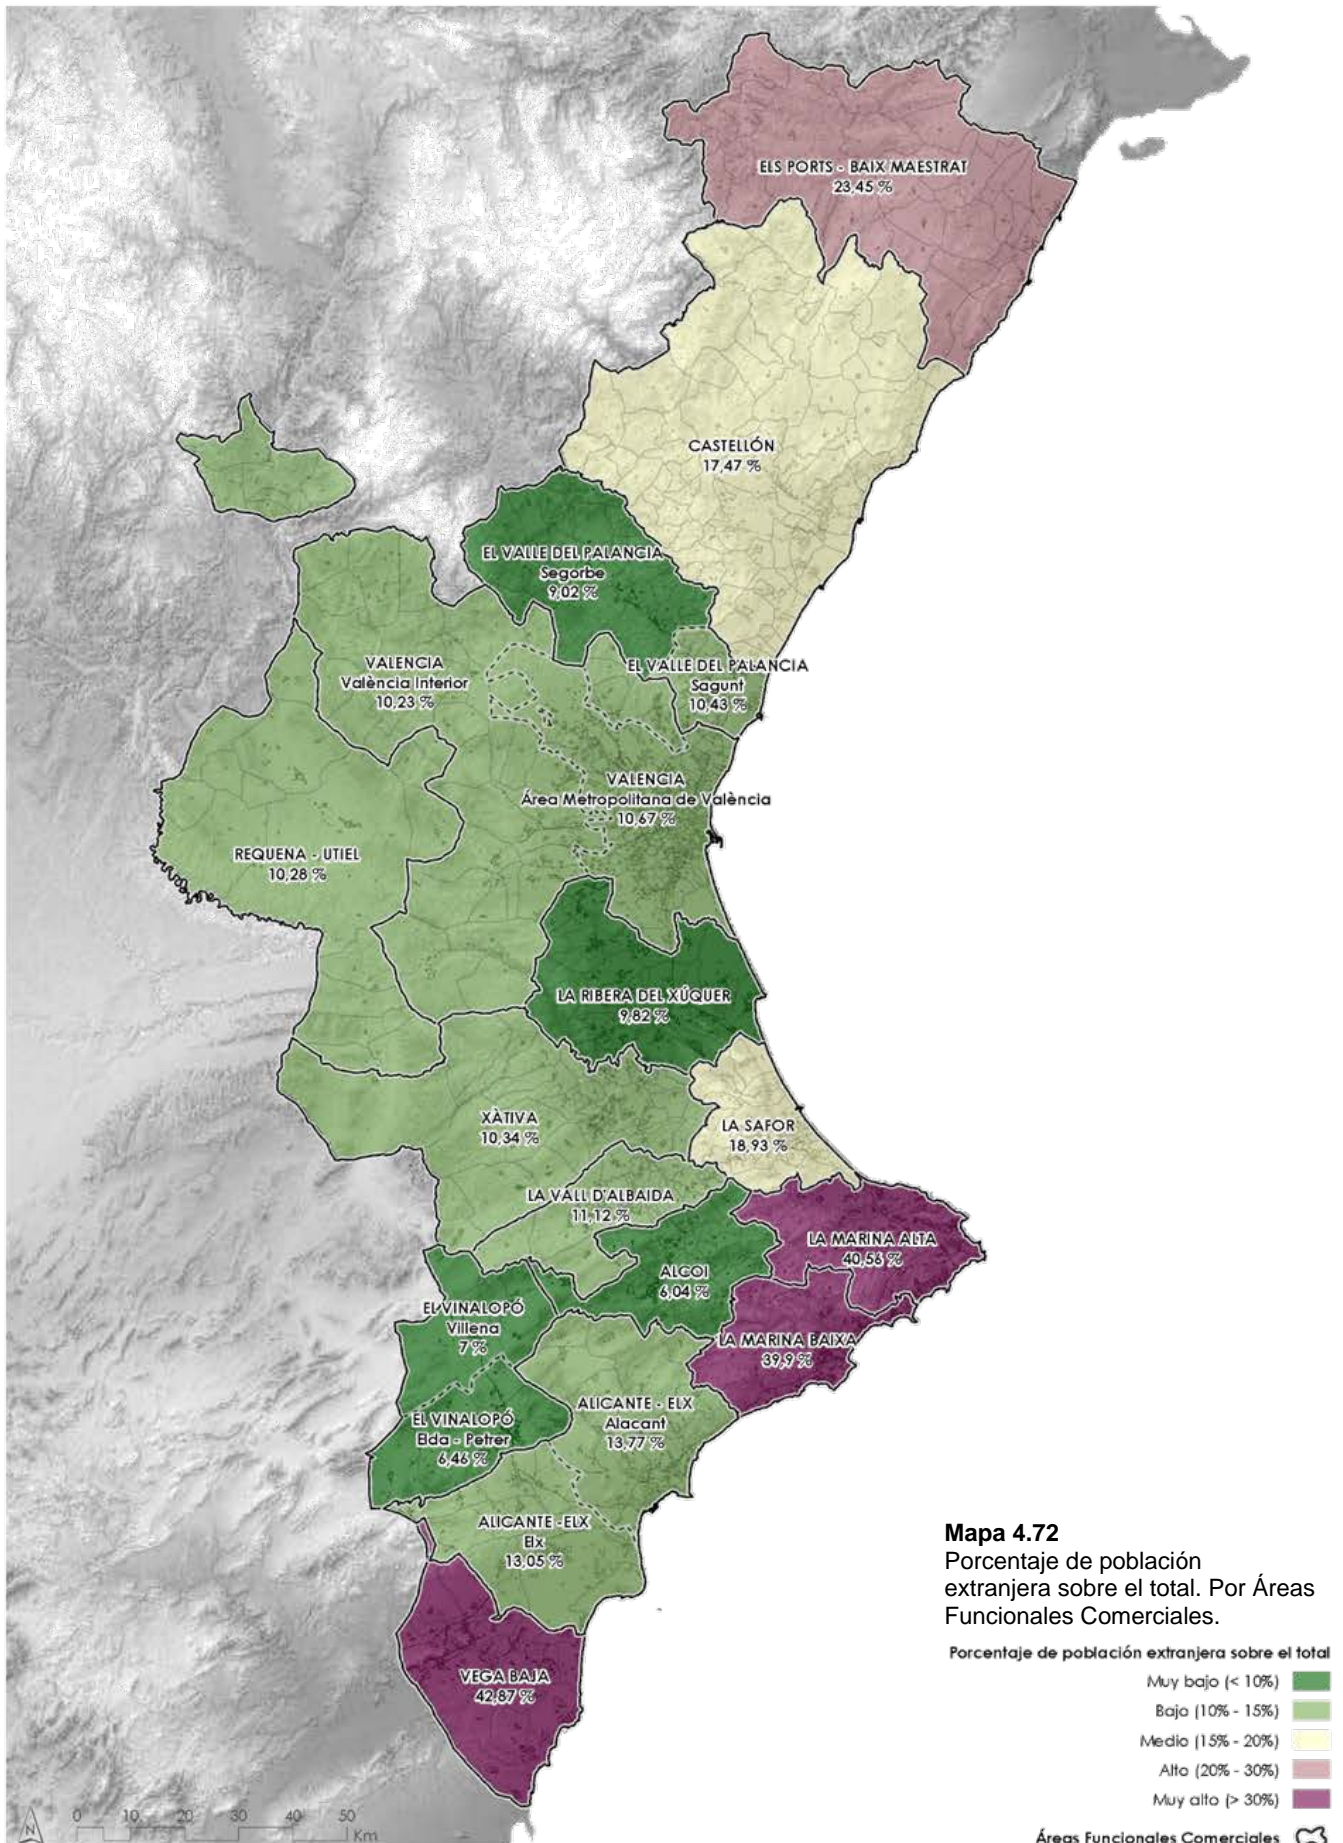 ELS PORTS - BAIX MAESTRAT
23,45 %
CASTELLÓN
17,47 %
EL VALLE DEL PALANCIA
Segorbe
9,02 %
EL VALLE DEL PALANCIA
Sagunt
10,43 %
VALENCIA
València Interior
10,23 %
VALENCIA
Área Metropolitana de València
10,67 %
REQUENA - UTIEL
10,28 %
LA RIBERA DEL XÚQUER
9,82 %
XÀTIVA
10,34 %
LA SAFOR
18,93 %
LA VALL D'ALBAIDA
11,12 %
LA MARINA ALTA
40,56 %
ALCOI
6,04 %
EL VINALOPÓ
Villena
7 %
LA MARINA BAIXA
39,9 %
EL VINALOPÓ
Elda - Petrer
6,46 %
ALICANTE - ELX
Alacant
13,77 %
ALICANTE -ELX
Elx
13,05 %
VEGA BAJA
42,87 %
Mapa 4.72
Porcentaje de población
extranjera sobre el total. Por Áreas
Funcionales Comerciales.
Porcentaje de población extranjera sobre el total
Muy bajo (< 10%)
Bajo (10% - 15%)
Medio (15% - 20%)
Alto (20% - 30%)
Muy alto (> 30%)
Áreas Funcionales Comerciales
N
0 10 20 30 40 50
Km